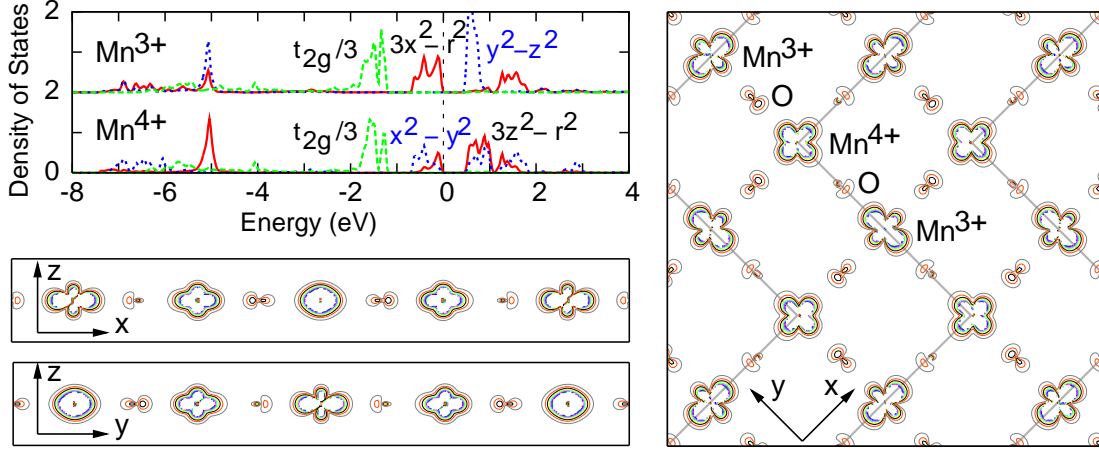 Density of States
2
Mn³⁺ t₂g/3 3x²−r² y²−z²
2
Mn⁴⁺ t₂g/3 x²−y² 3z²−r²
0
-8 -6 -4 -2 0 2 4
Energy (eV)
z
x
z
y
Mn³⁺
O
Mn⁴⁺
O
Mn³⁺
y x